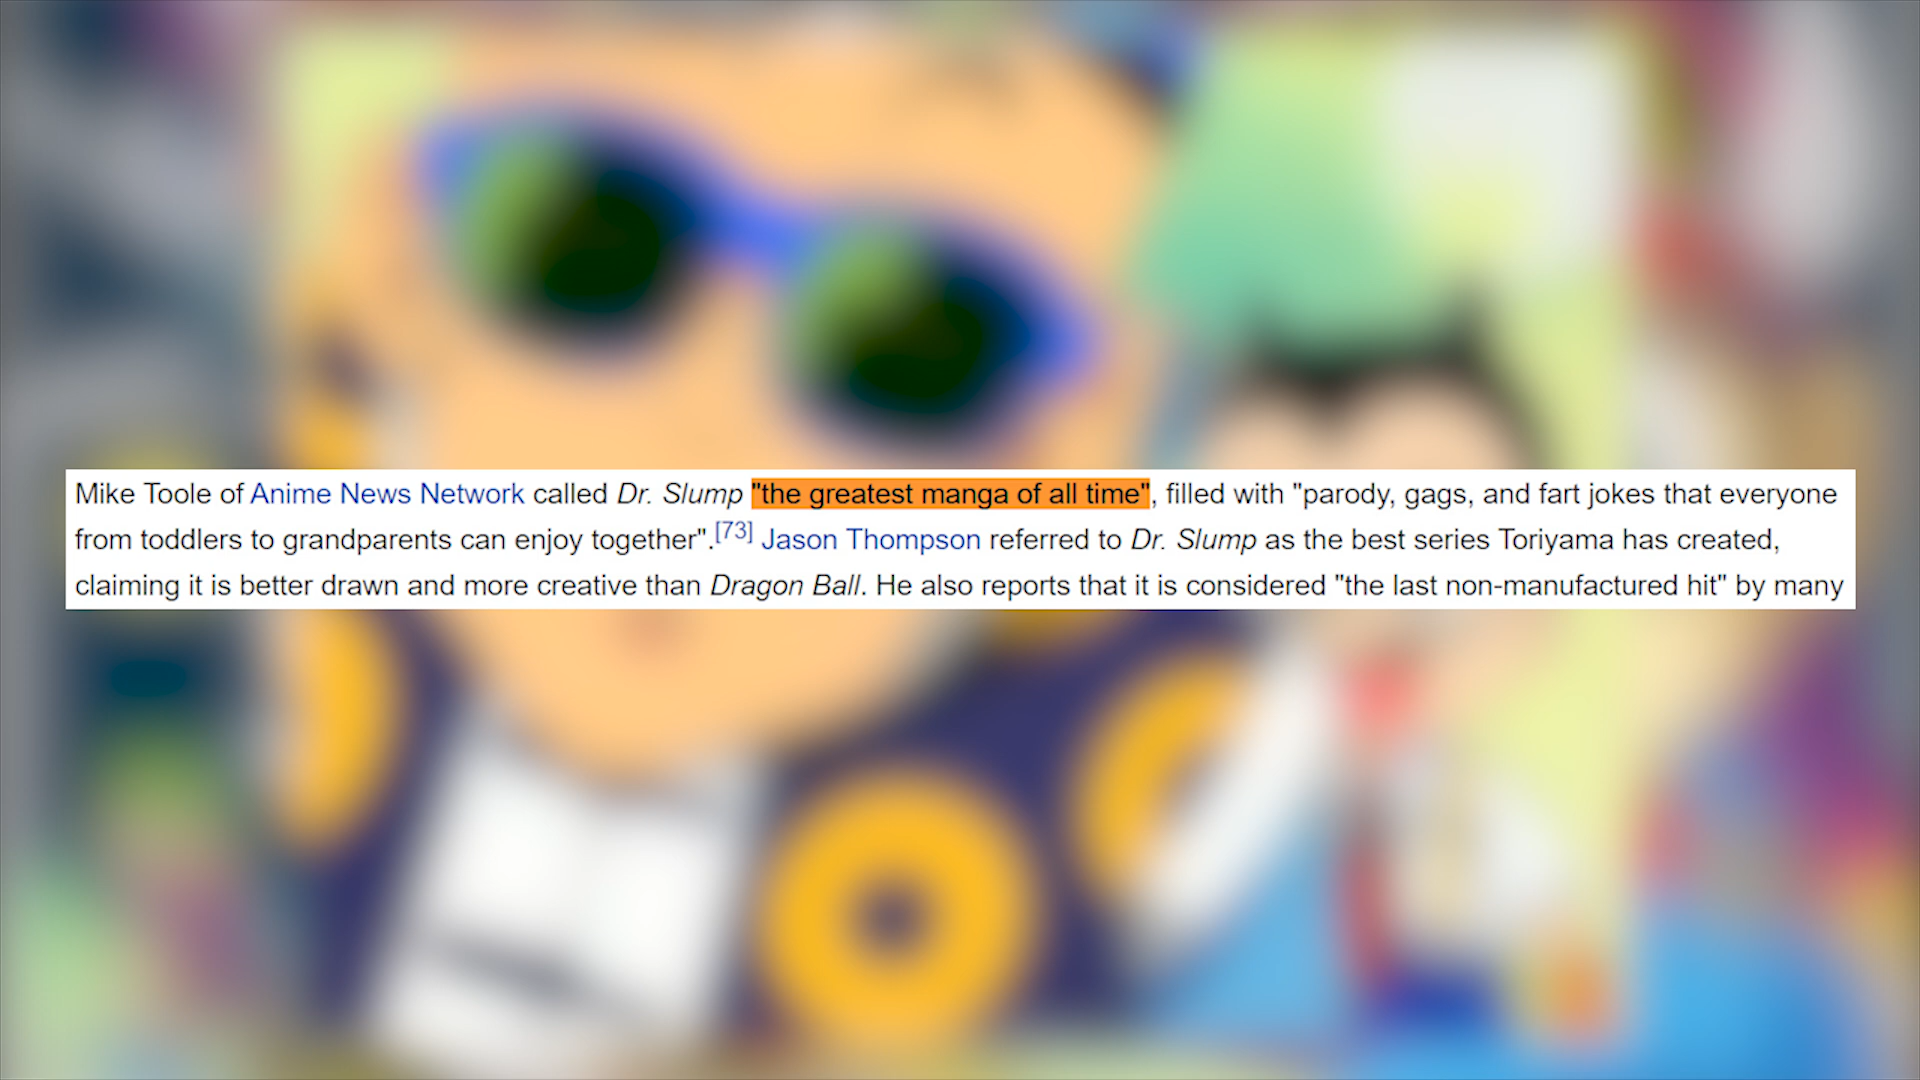 Mike Toole of Anime News Network called Dr. Slump "the greatest manga of all time", filled with "parody, gags, and fart jokes that everyone
from toddlers to grandparents can enjoy together".[73] Jason Thompson referred to Dr. Slump as the best series Toriyama has created,
claiming it is better drawn and more creative than Dragon Ball. He also reports that it is considered "the last non-manufactured hit" by many